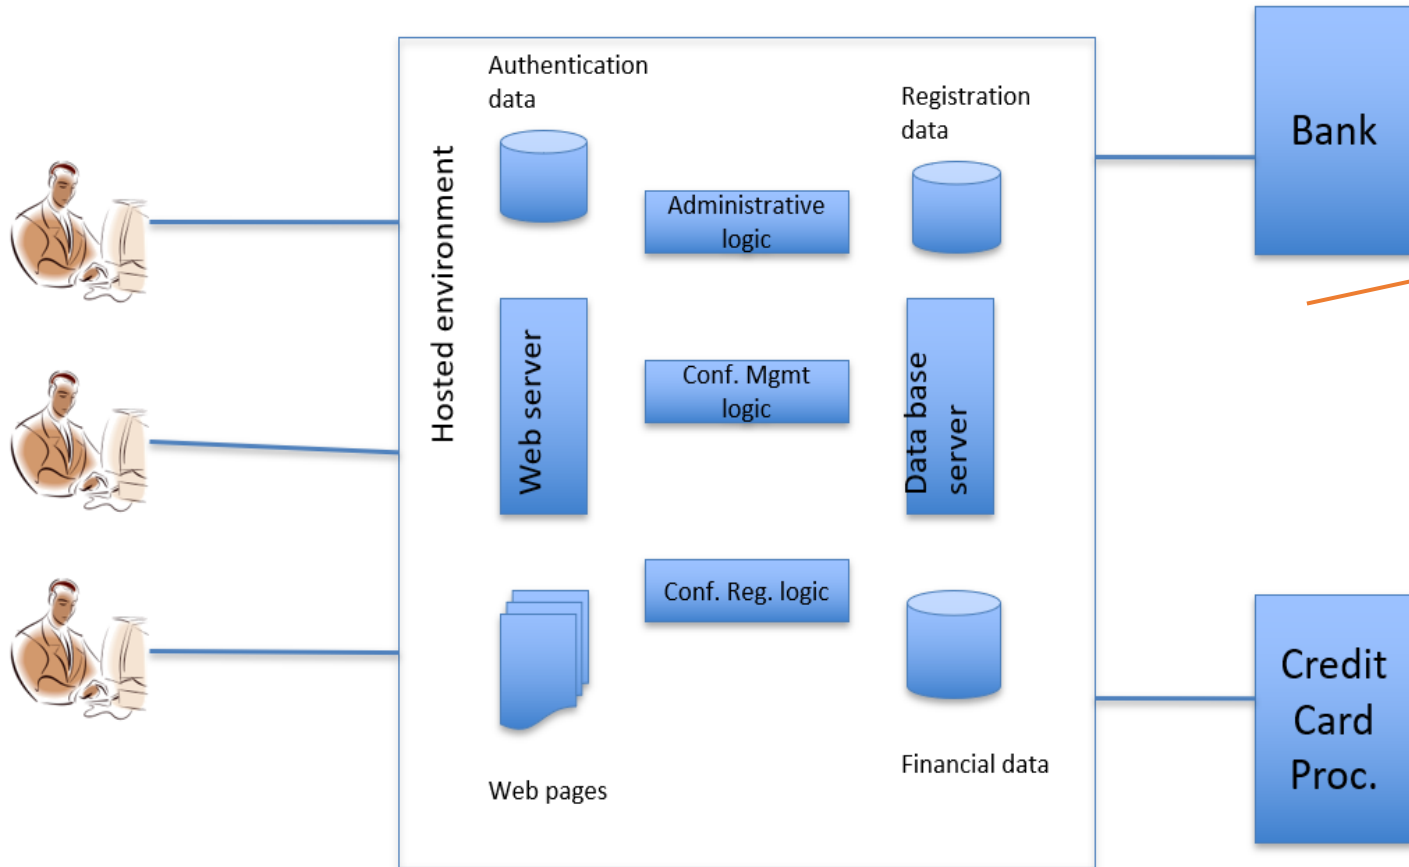 Authentication
data
Registration
data
Bank
Hosted environment
Administrative
logic
Web server
Conf. Mgmt
logic
Data base
server
Conf. Reg. logic
Credit
Card
Proc.
Web pages
Financial data